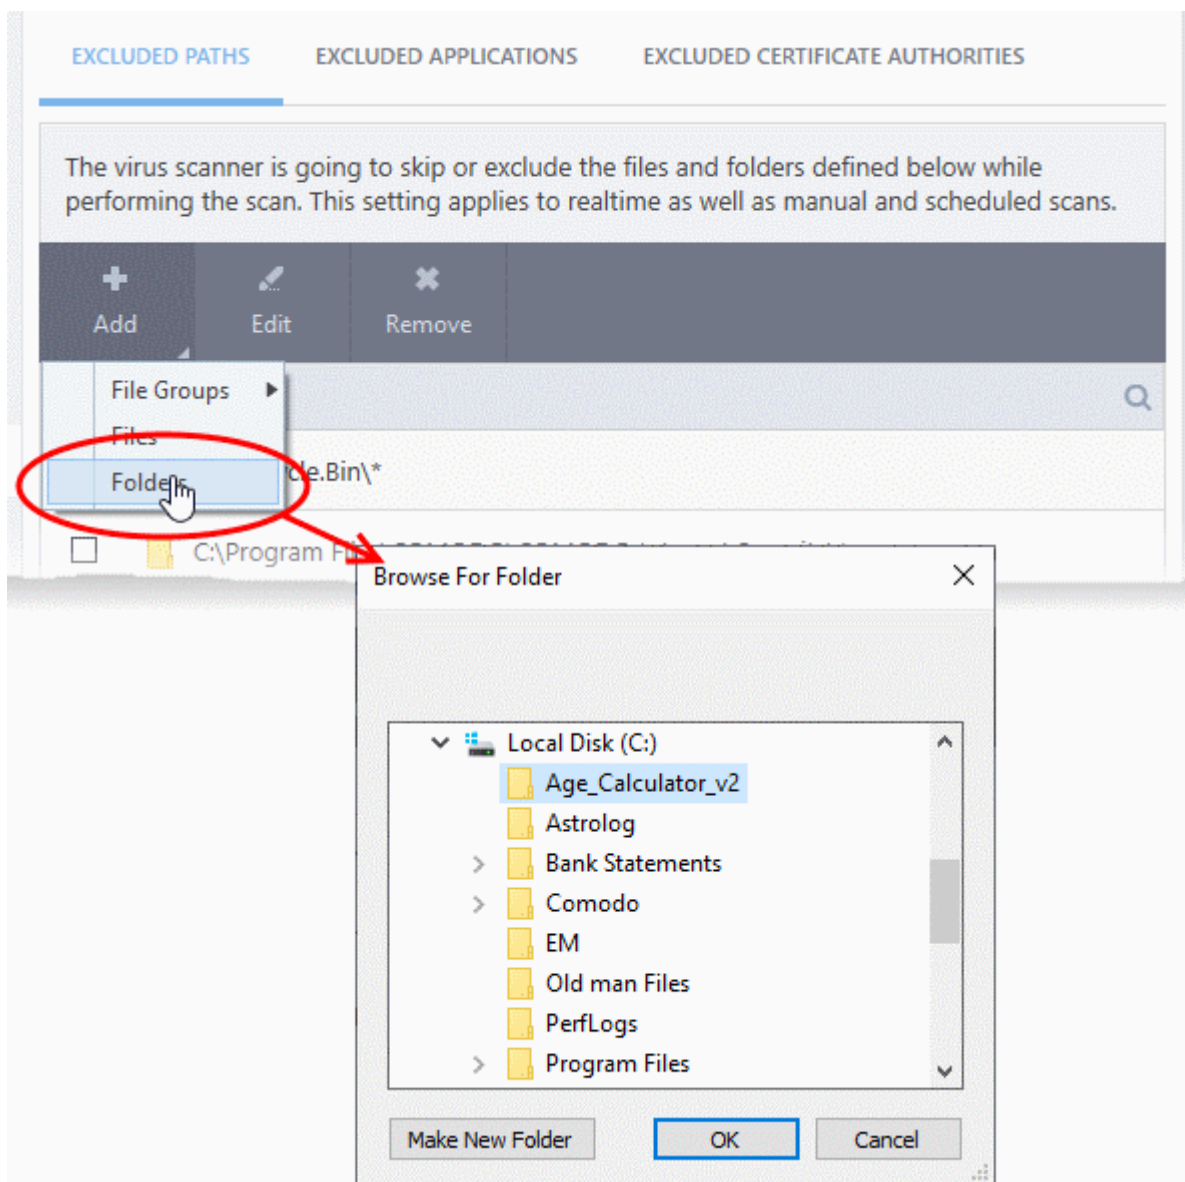 EXCLUDED PATHS EXCLUDED APPLICATIONS EXCLUDED CERTIFICATE AUTHORITIES
The virus scanner is going to skip or exclude the files and folders defined below while
performing the scan. This setting applies to realtime as well as manual and scheduled scans.
Add Edit Remove
File Groups
Files
Folders cle.Bin\*
C:\Program
Browse For Folder
Local Disk (C:)
Age_Calculator_v2
Astrolog
Bank Statements
Comodo
EM
Old man Files
PerfLogs
Program Files
Make New Folder OK Cancel